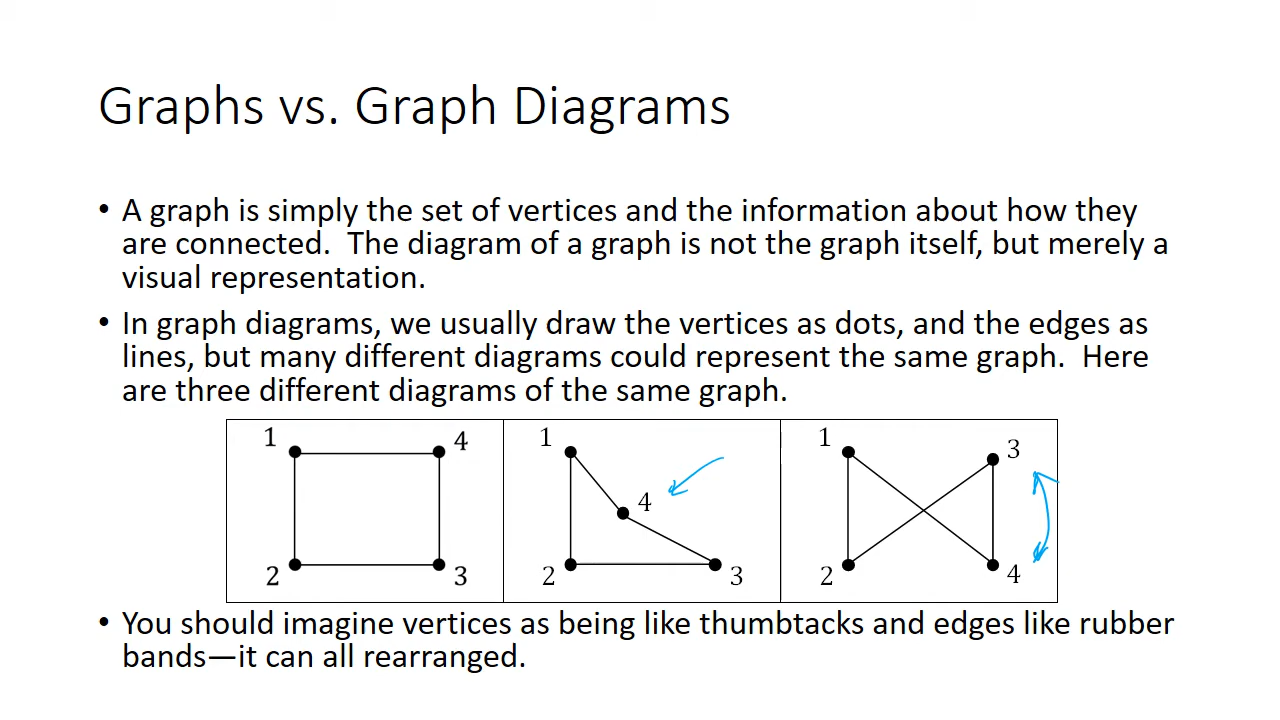 Graphs vs. Graph Diagrams
• A graph is simply the set of vertices and the information about how they
are connected.  The diagram of a graph is not the graph itself, but merely a
visual representation.
• In graph diagrams, we usually draw the vertices as dots, and the edges as
lines, but many different diagrams could represent the same graph.  Here
are three different diagrams of the same graph.
1 4
2 3
1
4
2 3
1 3
2 4
• You should imagine vertices as being like thumbtacks and edges like rubber
bands—it can all rearranged.